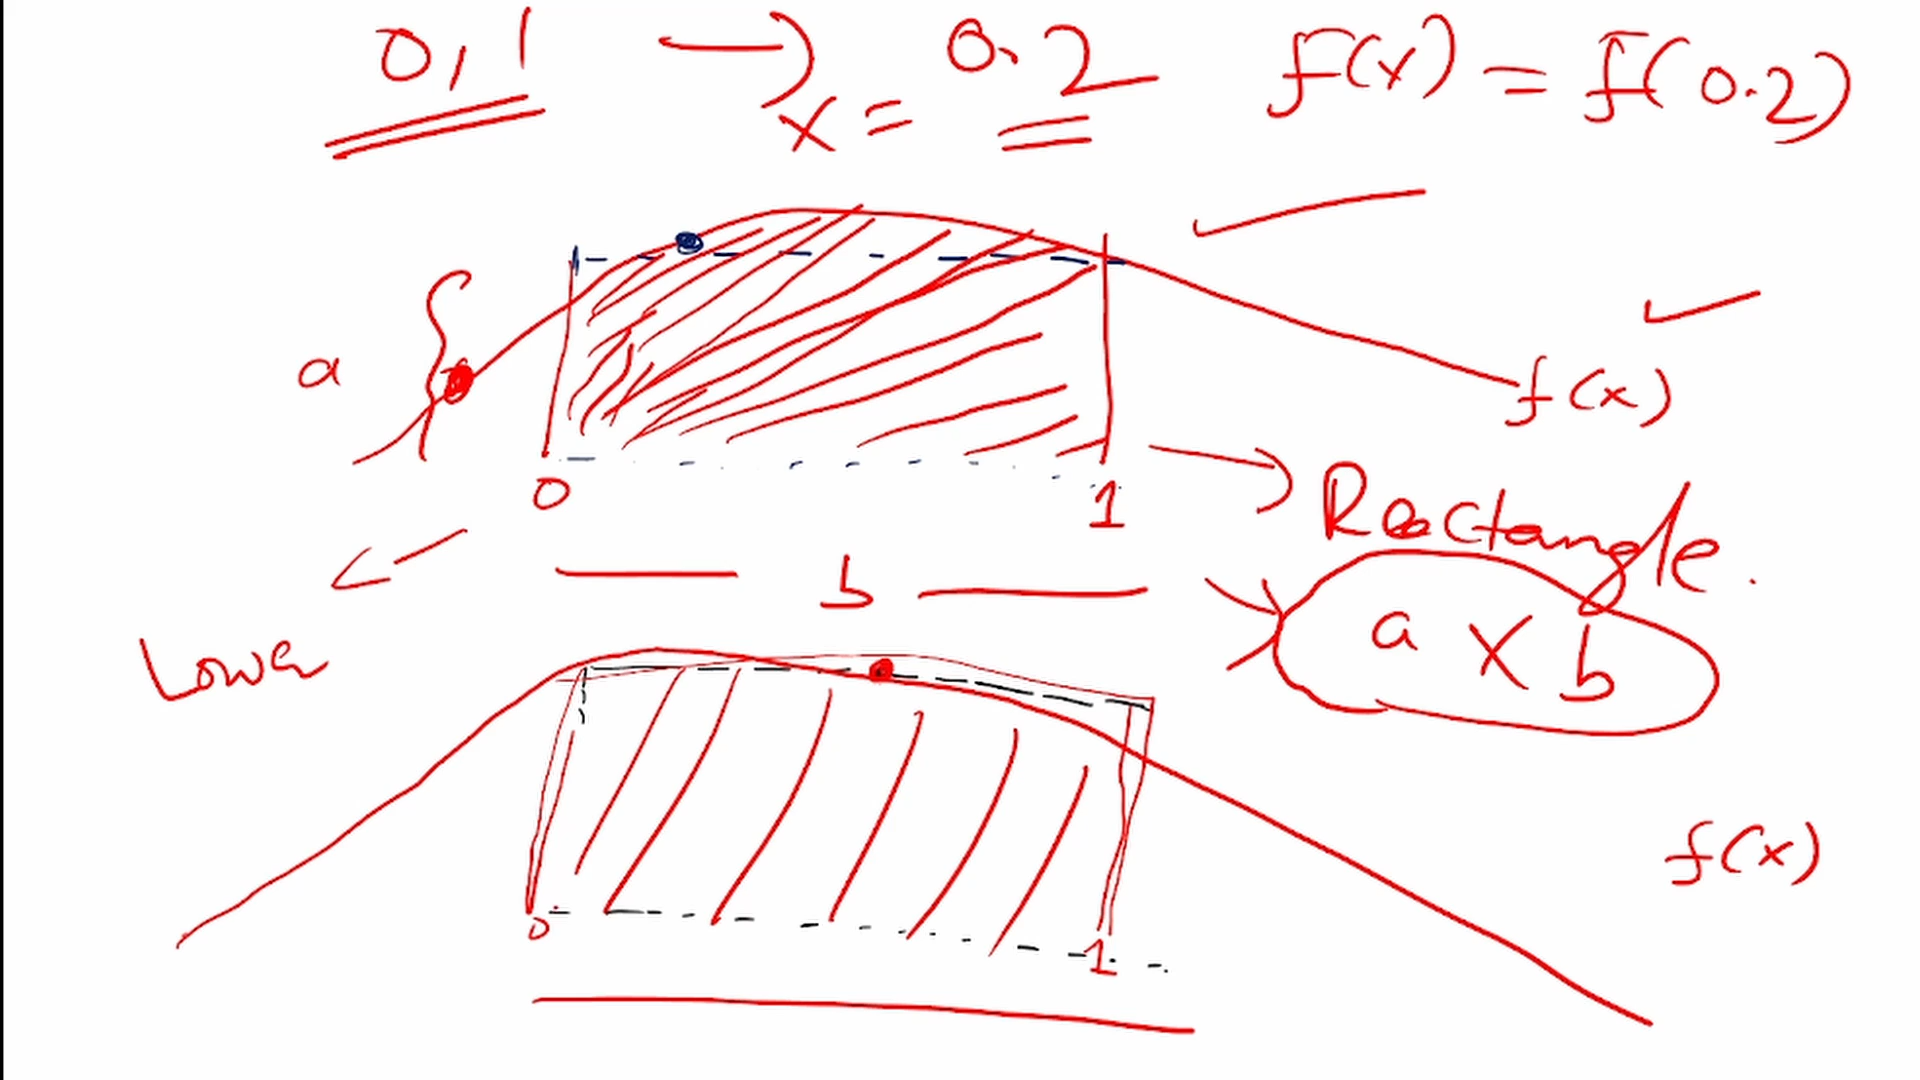 0,1 → x = 0.2 f(x) = f(0.2)
a
f(x)
0 1
Rectangle.
b
a x b
Lower
f(x)
0
1